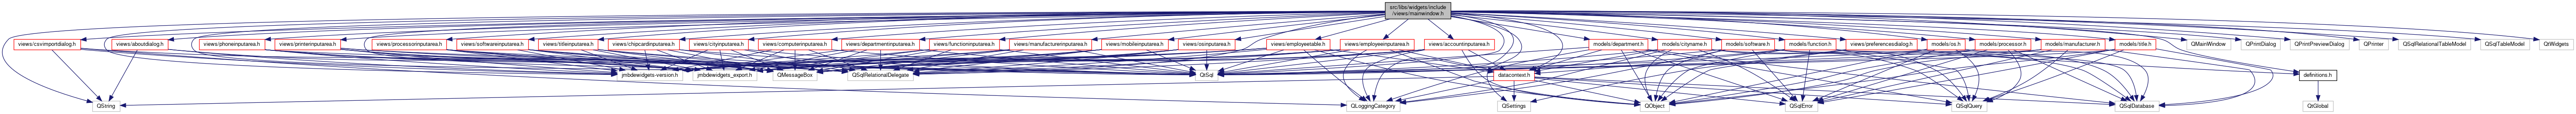 src/libs/widgets/include
/views/mainwindow.h
views/csvimportdialog.h
views/aboutdialog.h
views/phoneinputarea.h
views/printerinputarea.h
views/processorinputarea.h
views/softwareinputarea.h
views/titleinputarea.h
views/chipcardinputarea.h
views/cityinputarea.h
views/computerinputarea.h
views/departmentinputarea.h
views/functioninputarea.h
views/manufacturerinputarea.h
views/mobileinputarea.h
views/osinputarea.h
views/employeetable.h
views/employeeinputarea.h
views/accountinputarea.h
models/department.h
models/cityname.h
models/software.h
models/function.h
views/preferencesdialog.h
models/os.h
models/processor.h
models/manufacturer.h
models/title.h
QMainWindow
QPrintDialog
QPrintPreviewDialog
QPrinter
QSqlRelationalTableModel
QSqlTableModel
QtWidgets
jmbdewidgets-version.h
jmbdewidgets_export.h
QMessageBox
QSqlRelationalDelegate
QtSql
datacontext.h
definitions.h
QString
QLoggingCategory
QSettings
QObject
QSqlError
QSqlQuery
QSqlDatabase
QtGlobal